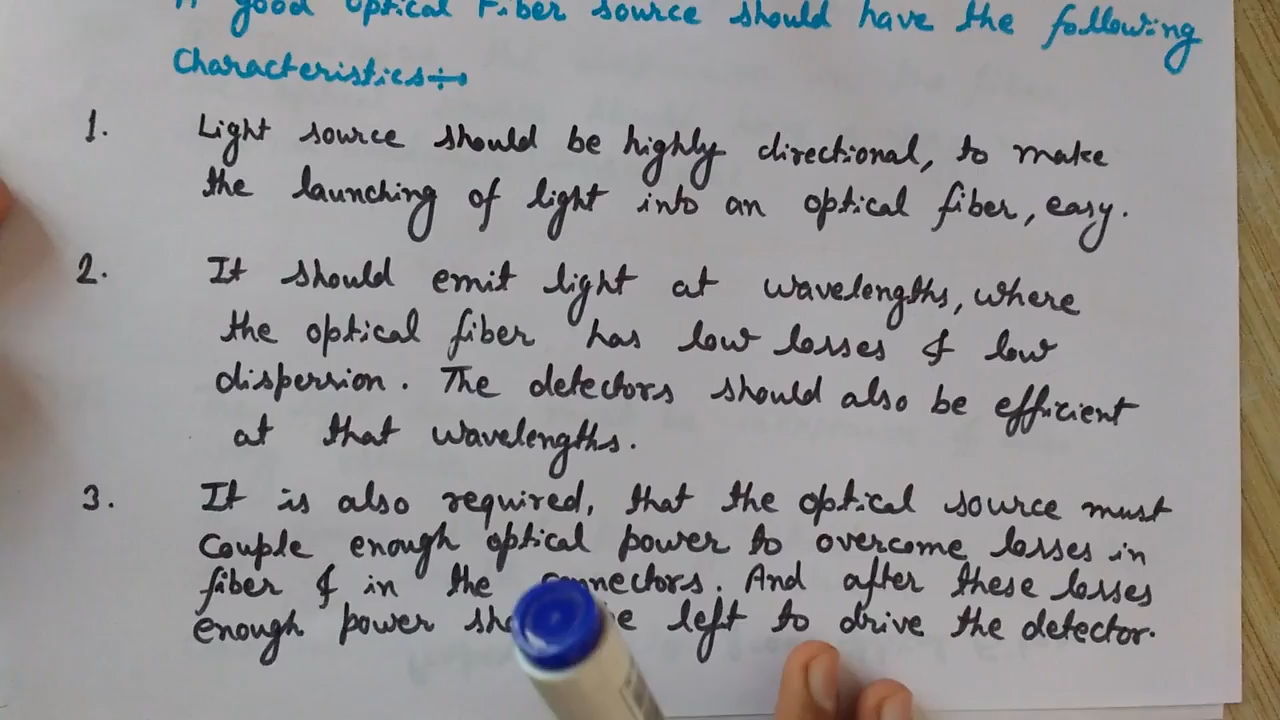 A good Optical Fiber source should have the following
Characteristics:-
1. Light source should be highly directional, to make
the launching of light into an optical fiber, easy.
2. It should emit light at wavelengths, where
the optical fiber has low losses & low
dispersion. The detectors should also be efficient
at that wavelengths.
3. It is also required, that the optical source must
Couple enough optical power to overcome losses in
fiber & in the connectors. And after these losses
enough power left to drive the detector.